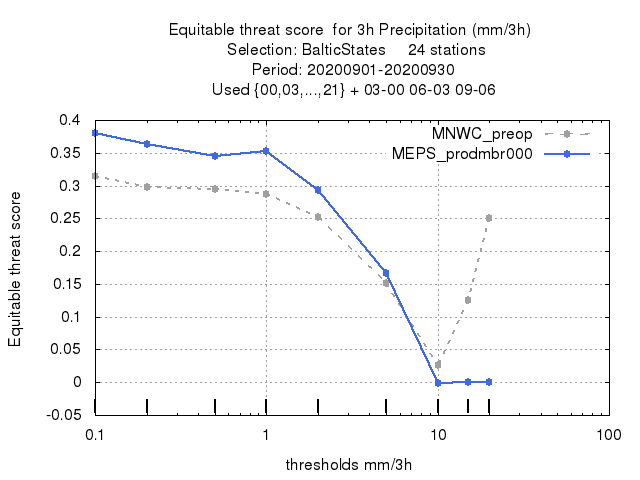 Equitable threat score for 3h Precipitation (mm/3h)
Selection: BalticStates 24 stations
Period: 20200901-20200930
Used {00,03,...,21} + 03-00 06-03 09-06
MNWC_preop
MEPS_prodmbr000
Equitable threat score
0.4
0.35
0.3
0.25
0.2
0.15
0.1
0.05
0
-0.05
0.1 1 10 100
thresholds mm/3h